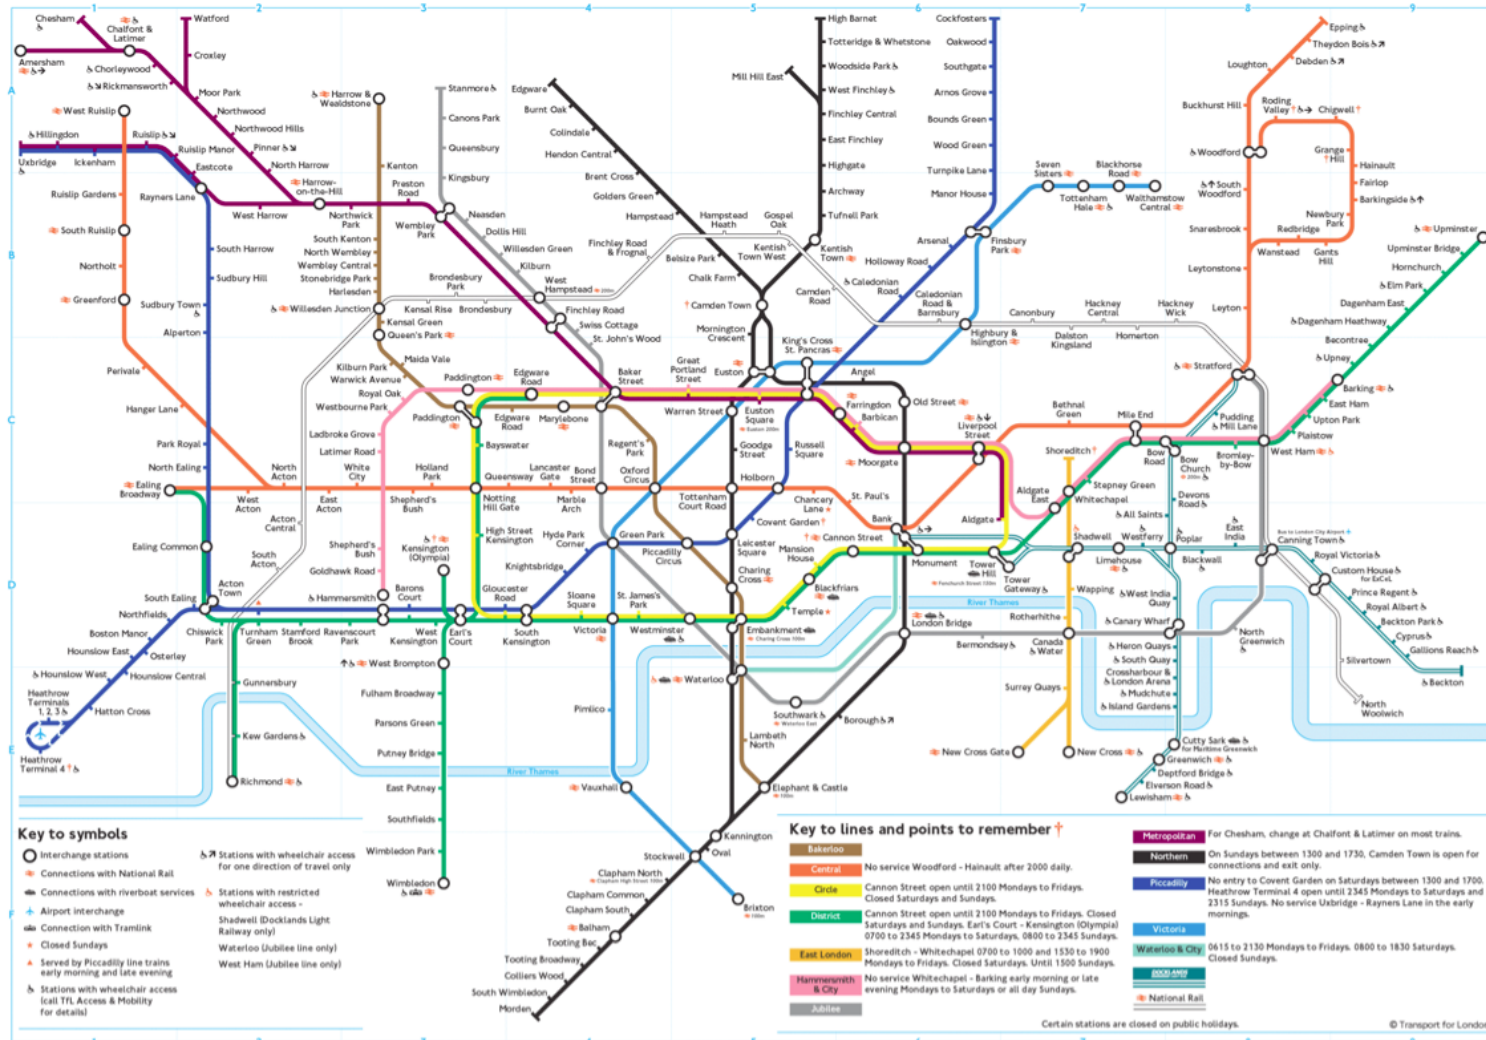 1 2 3 4 5 6 7 8 9
Chesham
Chalfont &
Latimer
Watford
Amersham
Croxley
Chorleywood
Rickmansworth
Moor Park
West Ruislip
Northwood
Northwood Hills
Hillingdon
Ruislip
Ruislip Manor
Pinner
Uxbridge
Ickenham
Eastcote
North Harrow
Harrow-
on-the-Hill
Ruislip Gardens
Rayners Lane
West Harrow
Northwick
Park
Preston
Road
Harrow &
Wealdstone
Kenton
Stanmore
Canons Park
Queensbury
Kingsbury
Wembley
Park
Neasden
Dollis Hill
Willesden Green
Kilburn
West
Hampstead
Finchley Road
Swiss Cottage
St. John's Wood
South Ruislip
Northolt
Greenford
South Harrow
Sudbury Hill
Sudbury Town
Alperton
Perivale
Hanger Lane
Park Royal
North Ealing
Ealing
Broadway
South Kenton
North Wembley
Wembley Central
Stonebridge Park
Harlesden
Willesden Junction
Kensal Green
Queen's Park
Kilburn Park
Maida Vale
Warwick Avenue
Royal Oak
Westbourne Park
Ladbroke Grove
Latimer Road
Brondesbury
Park
Kensal Rise
Brondesbury
Finchley Road
& Frognal
Hampstead
Heath
Gospel
Oak
Kentish
Town West
Camden
Road
Caledonian
Road &
Barnsbury
Canonbury
Dalston
Kingsland
Hackney
Central
Homerton
Hackney
Wick
Edgware
Burnt Oak
Colindale
Hendon Central
Brent Cross
Golders Green
Hampstead
Belsize Park
Chalk Farm
Camden Town
Mornington
Crescent
Euston
Mill Hill East
High Barnet
Totteridge & Whetstone
Woodside Park
West Finchley
Finchley Central
East Finchley
Highgate
Archway
Tufnell Park
Kentish
Town
Cockfosters
Oakwood
Southgate
Arnos Grove
Bounds Green
Wood Green
Turnpike Lane
Manor House
Arsenal
Finsbury
Park
Holloway Road
Caledonian
Road
Seven
Sisters
Blackhorse
Road
Tottenham
Hale
Walthamstow
Central
Highbury &
Islington
King's Cross
St. Pancras
Angel
Old Street
Epping
Theydon Bois
Debden
Loughton
Buckhurst Hill
Roding
Valley
Chigwell
Woodford
Grange
Hill
Hainault
Fairlop
Barkingside
Newbury
Park
South
Woodford
Snaresbrook
Redbridge
Wanstead
Gants
Hill
Leytonstone
Leyton
Stratford
Upminster
Upminster Bridge
Hornchurch
Elm Park
Dagenham East
Dagenham Heathway
Becontree
Upney
Barking
East Ham
Upton Park
Plaistow
West Ham
Paddington
Edgware
Road
Great
Portland
Street
Baker
Street
Paddington
Edgware
Road
Marylebone
Warren Street
Euston
Square
Euston 200m
Farringdon
Barbican
Moorgate
Liverpool
Street
Bethnal
Green
Mile End
Pudding
Mill Lane
Bow
Road
Bow
Church
Bromley-
by-Bow
Shoreditch
Stepney Green
Whitechapel
Aldgate
East
Aldgate
Devons
Road
All Saints
Bayswater
Regent's
Park
Goodge
Street
Russell
Square
North
Acton
West
Acton
East
Acton
White
City
Shepherd's
Bush
Holland
Park
Queensway
Notting
Hill Gate
Lancaster
Gate
Marble
Arch
Bond
Street
Oxford
Circus
Tottenham
Court Road
Holborn
Chancery
Lane
St. Paul's
Bank
Covent Garden
Leicester
Square
Acton
Central
South
Acton
Ealing Common
Acton
Town
South Ealing
Northfields
Boston Manor
Hounslow East
Osterley
Hounslow Central
Hounslow West
Hatton Cross
Heathrow
Terminals
1, 2, 3
Heathrow
Terminal 4
Shepherd's
Bush
Goldhawk Road
Hammersmith
Kensington
(Olympia)
High Street
Kensington
Barons
Court
Gloucester
Road
Knightsbridge
Hyde Park
Corner
Green Park
Piccadilly
Circus
Charing
Cross
Mansion
House
Cannon Street
Blackfriars
Temple
Monument
Tower
Hill
Fenchurch Street 150m
Tower
Gateway
Shadwell
Limehouse
Westferry
Poplar
Blackwall
East
India
Bus to London City Airport
Canning Town
Royal Victoria
Custom House
for ExCeL
Prince Regent
Royal Albert
Beckton Park
Cyprus
Gallions Reach
Beckton
Chiswick
Park
Turnham
Green
Stamford
Brook
Ravenscourt
Park
West
Kensington
Earl's
Court
South
Kensington
Sloane
Square
Victoria
St. James's
Park
Westminster
Embankment
Charing Cross 100m
Waterloo
Southwark
Waterloo East
London Bridge
Bermondsey
Canada
Water
Wapping
Rotherhithe
Surrey Quays
New Cross Gate
New Cross
West India
Quay
Canary Wharf
Heron Quays
South Quay
Crossharbour &
London Arena
Mudchute
Island Gardens
Cutty Sark
for Maritime Greenwich
Greenwich
Deptford Bridge
Elverson Road
Lewisham
North
Greenwich
Silvertown
North
Woolwich
River Thames
River Thames
Gunnersbury
Kew Gardens
Richmond
West Brompton
Fulham Broadway
Parsons Green
Putney Bridge
East Putney
Southfields
Wimbledon Park
Wimbledon
Pimlico
Vauxhall
Lambeth
North
Borough
Elephant & Castle
Kennington
Oval
Stockwell
Clapham North
Clapham High Street 100m
Brixton
Clapham Common
Clapham South
Balham
Tooting Bec
Tooting Broadway
Colliers Wood
South Wimbledon
Morden
Key to symbols
Interchange stations
Connections with National Rail
Connections with riverboat services
Airport interchange
Connection with Tramlink
Closed Sundays
Served by Piccadilly line trains
early morning and late evening
Stations with wheelchair access
(call TfL Access & Mobility
for details)
Stations with wheelchair access
for one direction of travel only
Stations with restricted
wheelchair access -
Shadwell (Docklands Light
Railway only)
Waterloo (Jubilee line only)
West Ham (Jubilee line only)
Key to lines and points to remember †
Bakerloo
Central
No service Woodford - Hainault after 2000 daily.
Circle
Cannon Street open until 2100 Mondays to Fridays.
Closed Saturdays and Sundays.
District
Cannon Street open until 2100 Mondays to Fridays. Closed
Saturdays and Sundays. Earl's Court - Kensington (Olympia)
0700 to 2345 Mondays to Saturdays, 0800 to 2345 Sundays.
East London
Shoreditch - Whitechapel 0700 to 1000 and 1530 to 1900
Mondays to Fridays. Closed Saturdays. Until 1500 Sundays.
Hammersmith
& City
No service Whitechapel - Barking early morning or late
evening Mondays to Saturdays or all day Sundays.
Jubilee
Metropolitan
For Chesham, change at Chalfont & Latimer on most trains.
Northern
On Sundays between 1300 and 1730, Camden Town is open for
connections and exit only.
Piccadilly
No entry to Covent Garden on Saturdays between 1300 and 1700.
Heathrow Terminal 4 open until 2345 Mondays to Saturdays and
2315 Sundays. No service Uxbridge - Rayners Lane in the early
mornings.
Victoria
Waterloo & City
0615 to 2130 Mondays to Fridays. 0800 to 1830 Saturdays.
Closed Sundays.
DOCKLANDS
National Rail
Certain stations are closed on public holidays.
© Transport for London
A
B
C
D
E
F